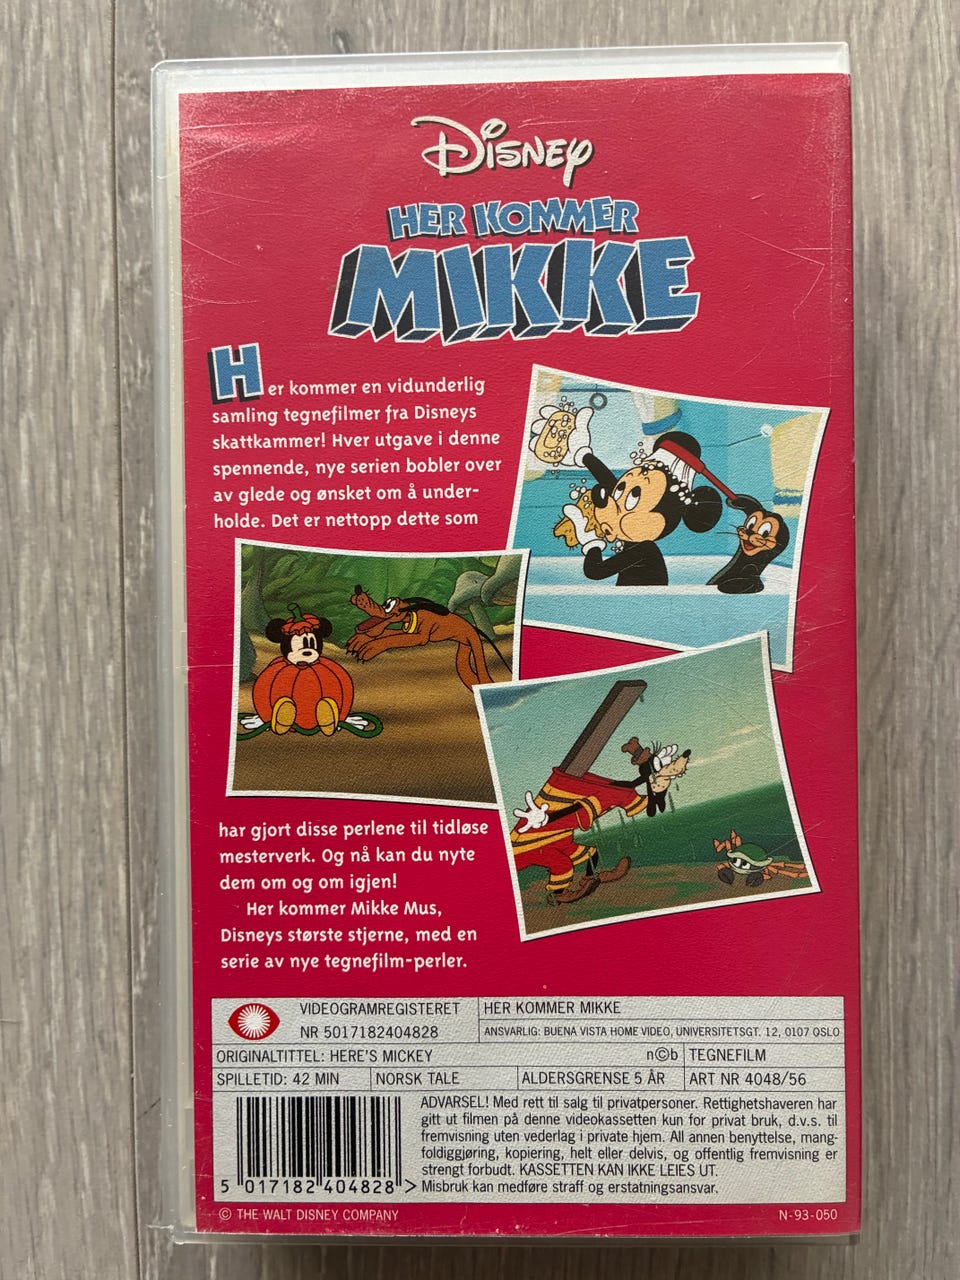 Disney
HER KOMMER
MIKKE
Her kommer en vidunderlig
samling tegnefilmer fra Disneys
skattkammer! Hver utgave i denne
spennende, nye serien bobler over
av glede og ønsket om å under-
holde. Det er nettopp dette som
har gjort disse perlene til tidløse
mesterverk. Og nå kan du nyte
dem om og om igjen!
Her kommer Mikke Mus,
Disneys største stjerne, med en
serie av nye tegnefilm-perler.
VIDEOGRAMREGISTERET
NR 5017182404828
HER KOMMER MIKKE
ANSVARLIG: BUENA VISTA HOME VIDEO, UNIVERSITETSGT. 12, 0107 OSLO
ORIGINALTITTEL: HERE'S MICKEY
n©b TEGNEFILM
SPILLETID: 42 MIN NORSK TALE ALDERSGRENSE 5 ÅR ART NR 4048/56
ADVARSEL! Med rett til salg til privatpersoner. Rettighetshaveren har
gitt ut filmen på denne videokassetten kun for privat bruk, d.v.s. til
fremvisning uten vederlag i private hjem. All annen benyttelse, mang-
foldiggjøring, kopiering, helt eller delvis, og offentlig fremvisning er
strengt forbudt. KASSETTEN KAN IKKE LEIES UT.
Misbruk kan medføre straff og erstatningsansvar.
5 017182 404828 >
© THE WALT DISNEY COMPANY
N-93-050